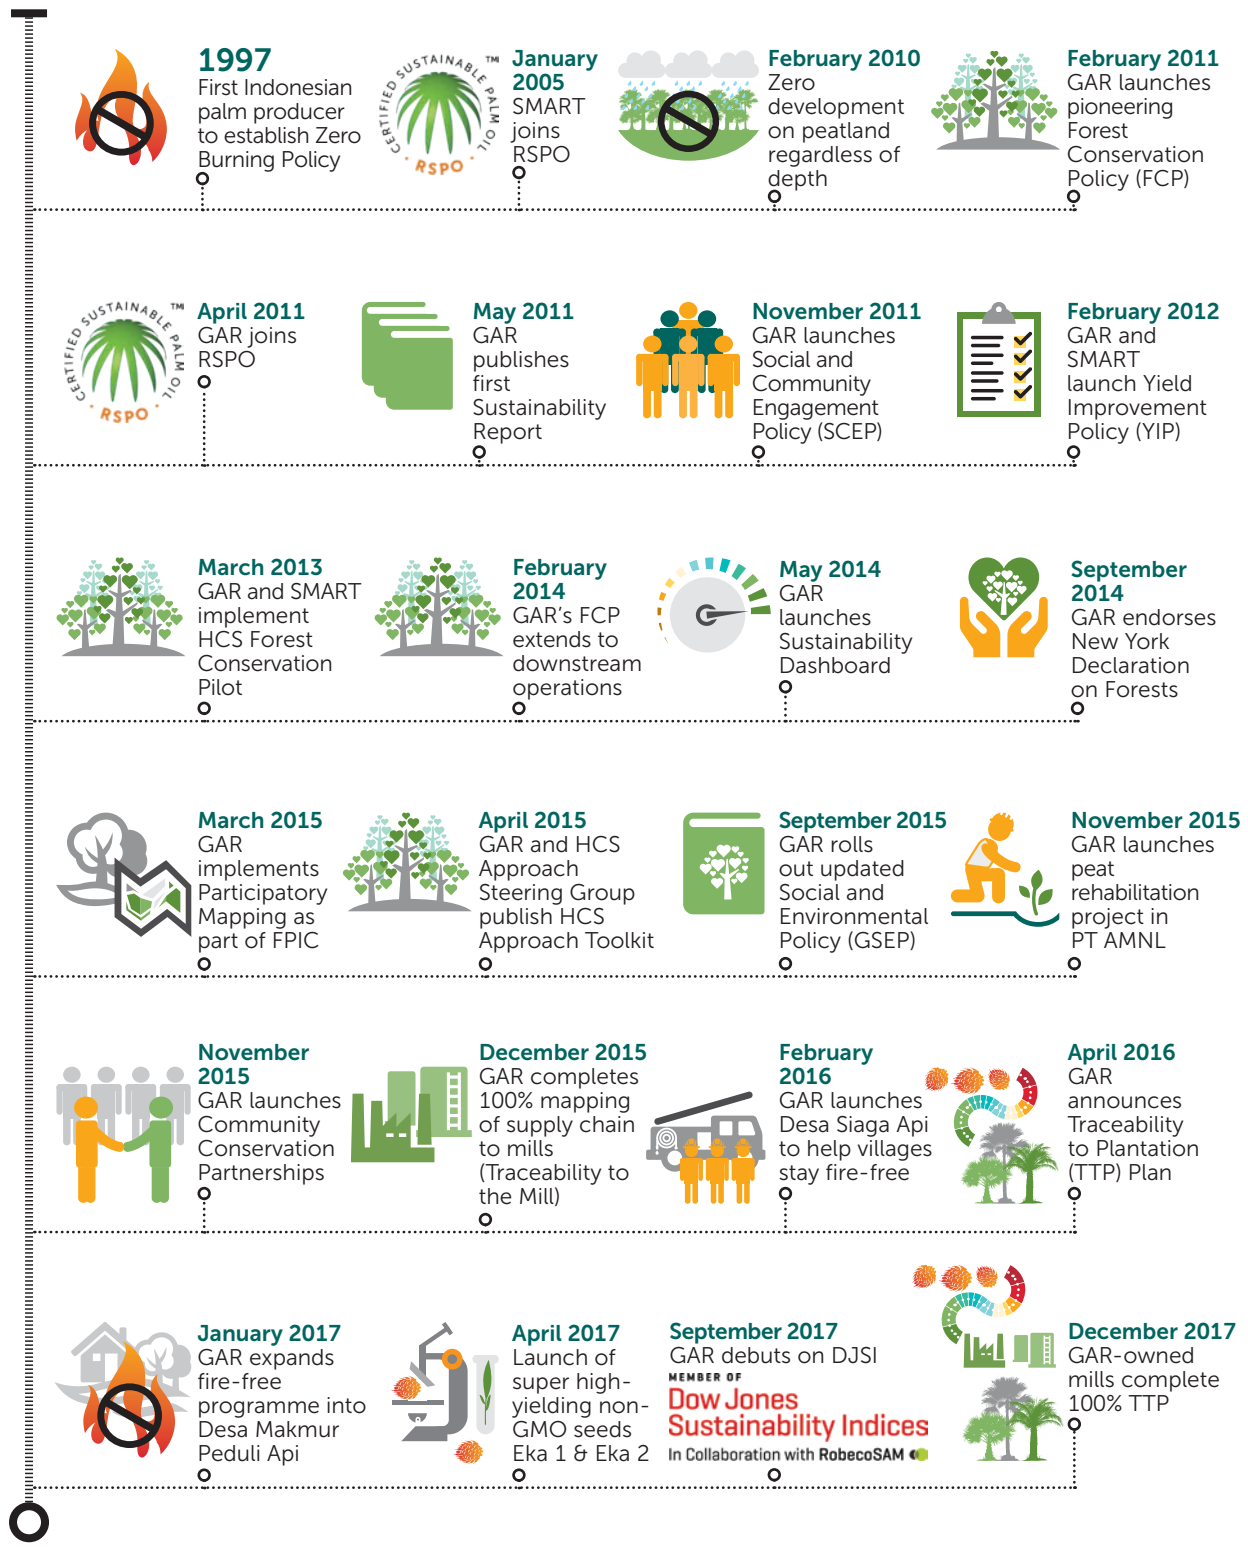 1997
First Indonesian
palm producer
to establish Zero
Burning Policy
CERTIFIED SUSTAINABLE PALM OIL ™
RSPO
January
2005
SMART
joins
RSPO
February 2010
Zero
development
on peatland
regardless of
depth
February 2011
GAR launches
pioneering
Forest
Conservation
Policy (FCP)
CERTIFIED SUSTAINABLE PALM OIL ™
RSPO
April 2011
GAR joins
RSPO
May 2011
GAR
publishes
first
Sustainability
Report
November 2011
GAR launches
Social and
Community
Engagement
Policy (SCEP)
February 2012
GAR and
SMART
launch Yield
Improvement
Policy (YIP)
March 2013
GAR and SMART
implement
HCS Forest
Conservation
Pilot
February
2014
GAR’s FCP
extends to
downstream
operations
May 2014
GAR
launches
Sustainability
Dashboard
September
2014
GAR endorses
New York
Declaration
on Forests
March 2015
GAR
implements
Participatory
Mapping as
part of FPIC
April 2015
GAR and HCS
Approach
Steering Group
publish HCS
Approach Toolkit
September 2015
GAR rolls
out updated
Social and
Environmental
Policy (GSEP)
November 2015
GAR launches
peat
rehabilitation
project in
PT AMNL
November
2015
GAR launches
Community
Conservation
Partnerships
December 2015
GAR completes
100% mapping
of supply chain
to mills
(Traceability to
the Mill)
February
2016
GAR launches
Desa Siaga Api
to help villages
stay fire-free
April 2016
GAR
announces
Traceability
to Plantation
(TTP) Plan
January 2017
GAR expands
fire-free
programme into
Desa Makmur
Peduli Api
April 2017
Launch of
super high-
yielding non-
GMO seeds
Eka 1 & Eka 2
September 2017
GAR debuts on DJSI
MEMBER OF
Dow Jones
Sustainability Indices
In Collaboration with RobecoSAM
December 2017
GAR-owned
mills complete
100% TTP